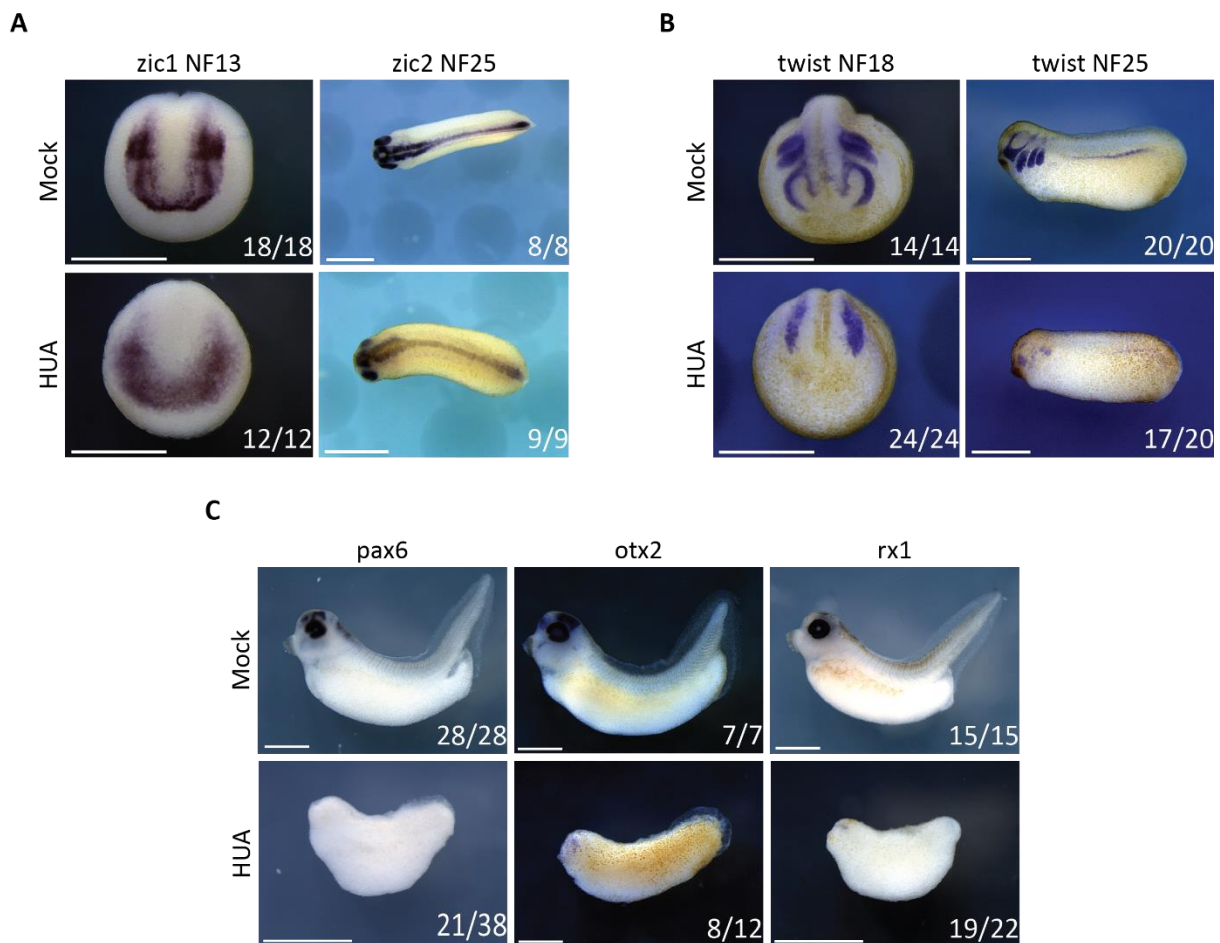 A
zic1 NF13 zic2 NF25
Mock
18/18 8/8
HUA
12/12 9/9
B
twist NF18 twist NF25
Mock
14/14 20/20
HUA
24/24 17/20
C
pax6 otx2 rx1
Mock
28/28 7/7 15/15
HUA
21/38 8/12 19/22